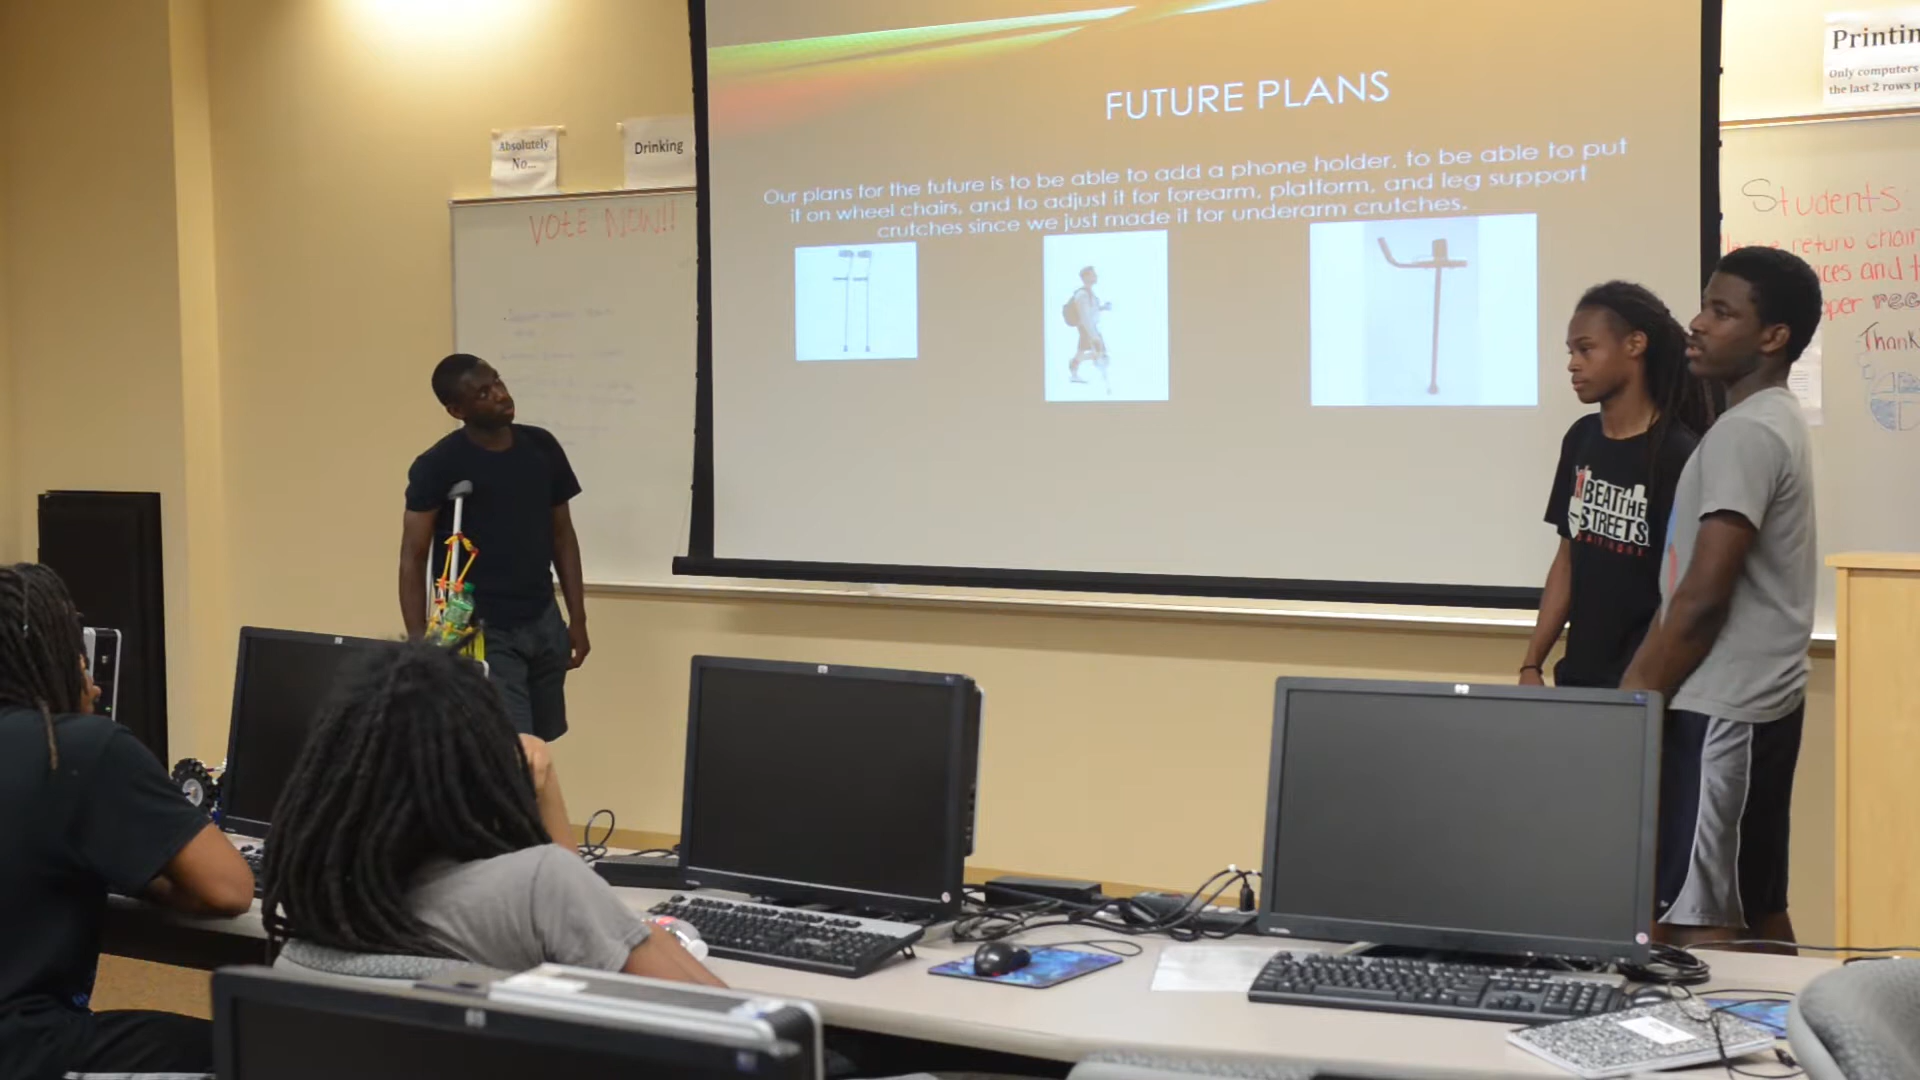 Printin
Only computers
the last 2 rows p
Absolutely
No...
Drinking
VOTE NOW!!
FUTURE PLANS
Our plans for the future is to be able to add a phone holder. to be able to put
it on wheel chairs, and to adjust it for forearm, platform, and leg support
crutches since we just made it for underarm crutches.
Students:
return chair
and t
rec
Thank
BEAT THE
STREETS